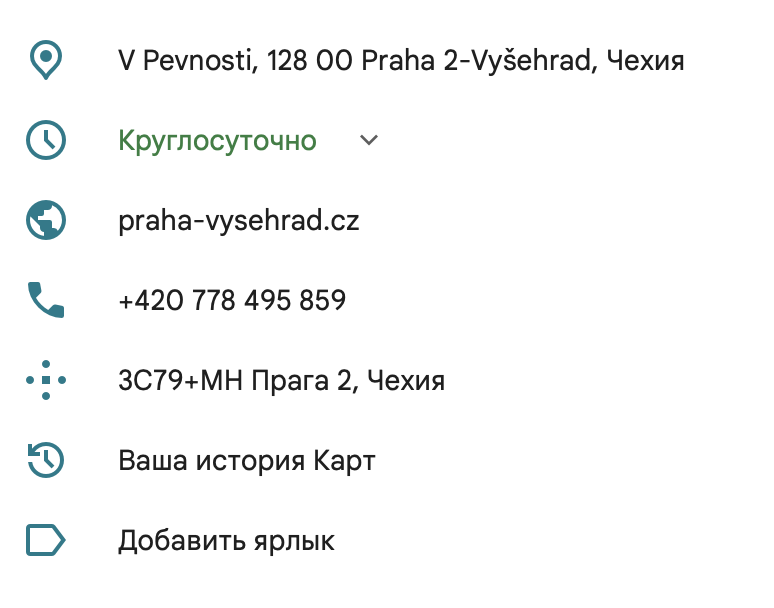 V Pevnosti, 128 00 Praha 2-Vyšehrad, Чехия
Круглосуточно
praha-vysehrad.cz
+420 778 495 859
3C79+MH Прага 2, Чехия
Ваша история Карт
Добавить ярлык